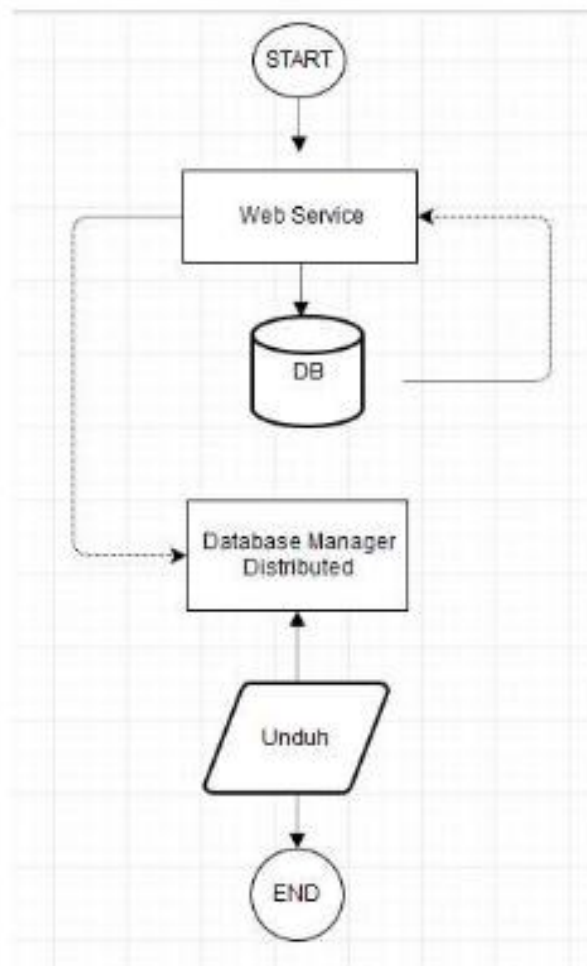 START
Web Service
DB
Database Manager
Distributed
Unduh
END